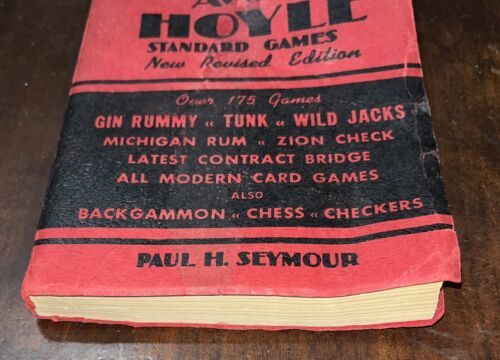 HOYLE
STANDARD GAMES
New Revised Edition
Over 175 Games
GIN RUMMY « TUNK « WILD JACKS
MICHIGAN RUM « ZION CHECK
LATEST CONTRACT BRIDGE
ALL MODERN CARD GAMES
ALSO
BACKGAMMON « CHESS « CHECKERS
PAUL H. SEYMOUR